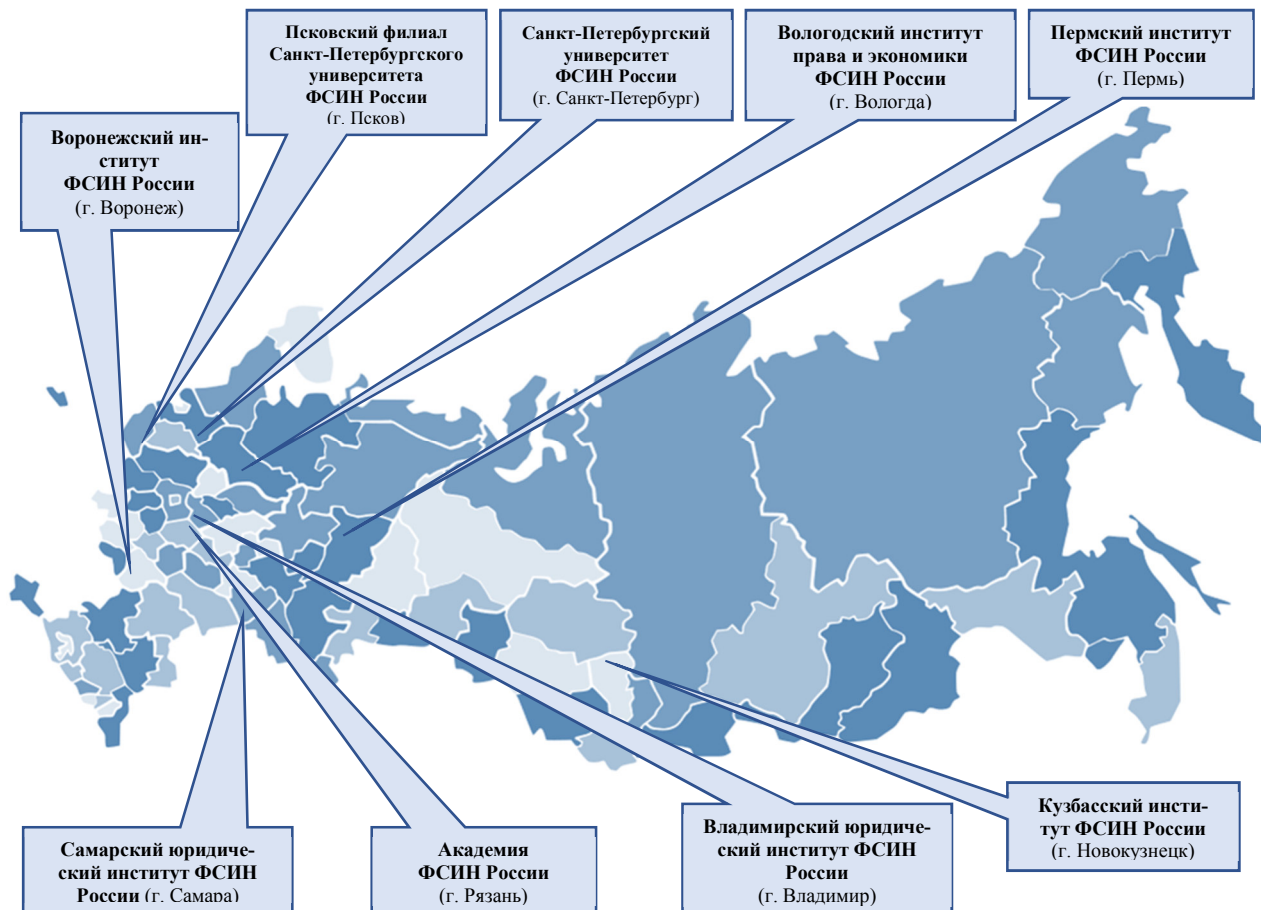 Псковский филиал
Санкт-Петербургского
университета
ФСИН России
(г. Псков)
Санкт-Петербургский
университет
ФСИН России
(г. Санкт-Петербург)
Вологодский институт
права и экономики
ФСИН России
(г. Вологда)
Пермский институт
ФСИН России
(г. Пермь)
Воронежский ин-
ститут
ФСИН России
(г. Воронеж)
Самарский юридиче-
ский институт ФСИН
России (г. Самара)
Академия
ФСИН России
(г. Рязань)
Владимирский юридиче-
ский институт ФСИН
России
(г. Владимир)
Кузбасский инсти-
тут ФСИН России
(г. Новокузнецк)